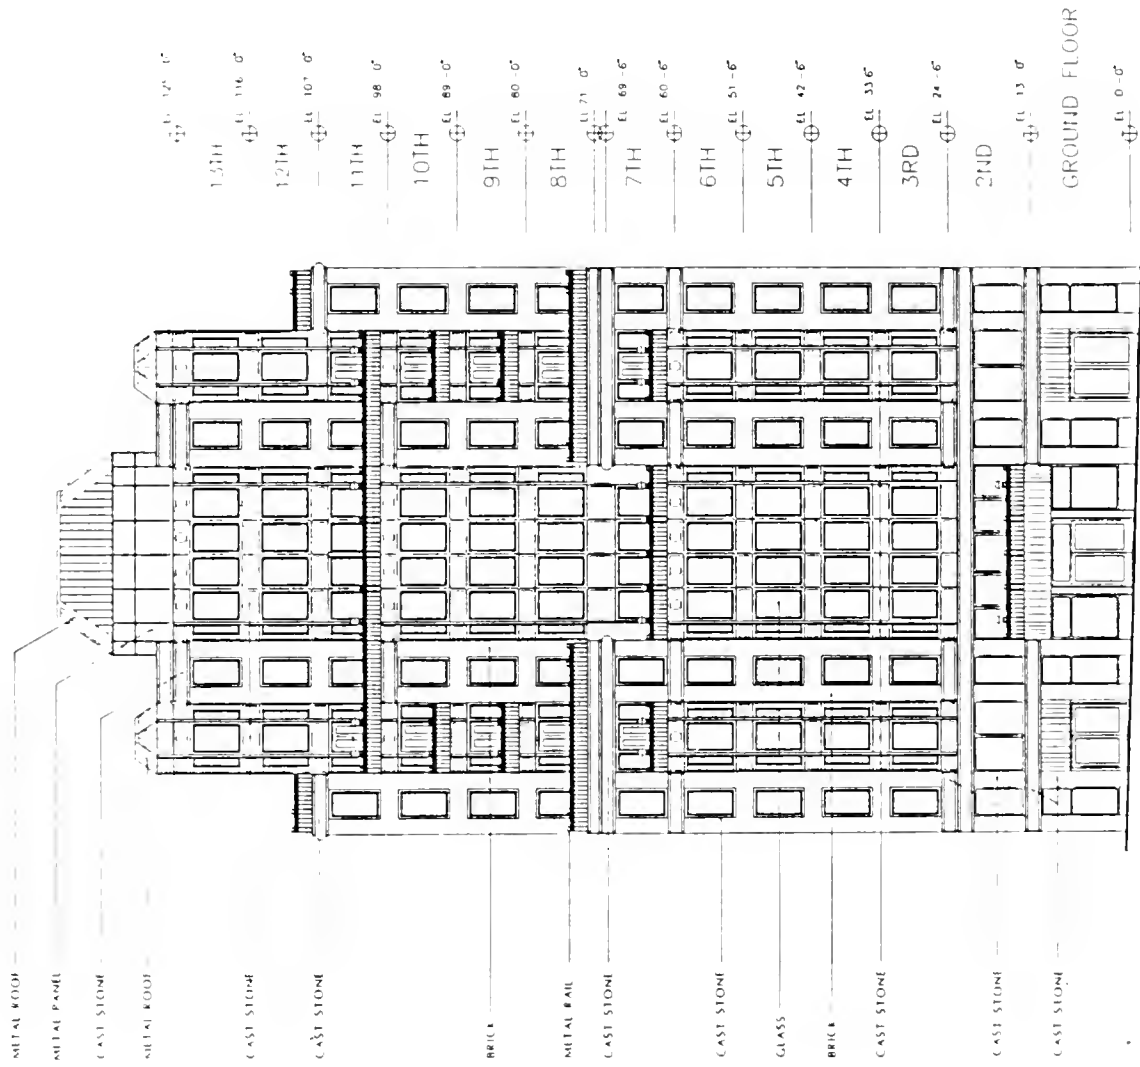 EL 125 0"
EL 116 0"
EL 107 0"
EL 98 0"
EL 89-0"
EL 80-0"
EL 71 0"
EL 69-6"
EL 60-6"
EL 51-6"
EL 42-6"
EL 33 6"
EL 24-6"
EL 13 0"
EL 0-0"
13TH
12TH
11TH
10TH
9TH
8TH
7TH
6TH
5TH
4TH
3RD
2ND
GROUND FLOOR
METAL ROOF
METAL PANEL
CAST STONE
METAL ROOF
CAST STONE
CAST STONE
BRICK
METAL RAIL
CAST STONE
CAST STONE
GLASS
BRICK
CAST STONE
CAST STONE
CAST STONE